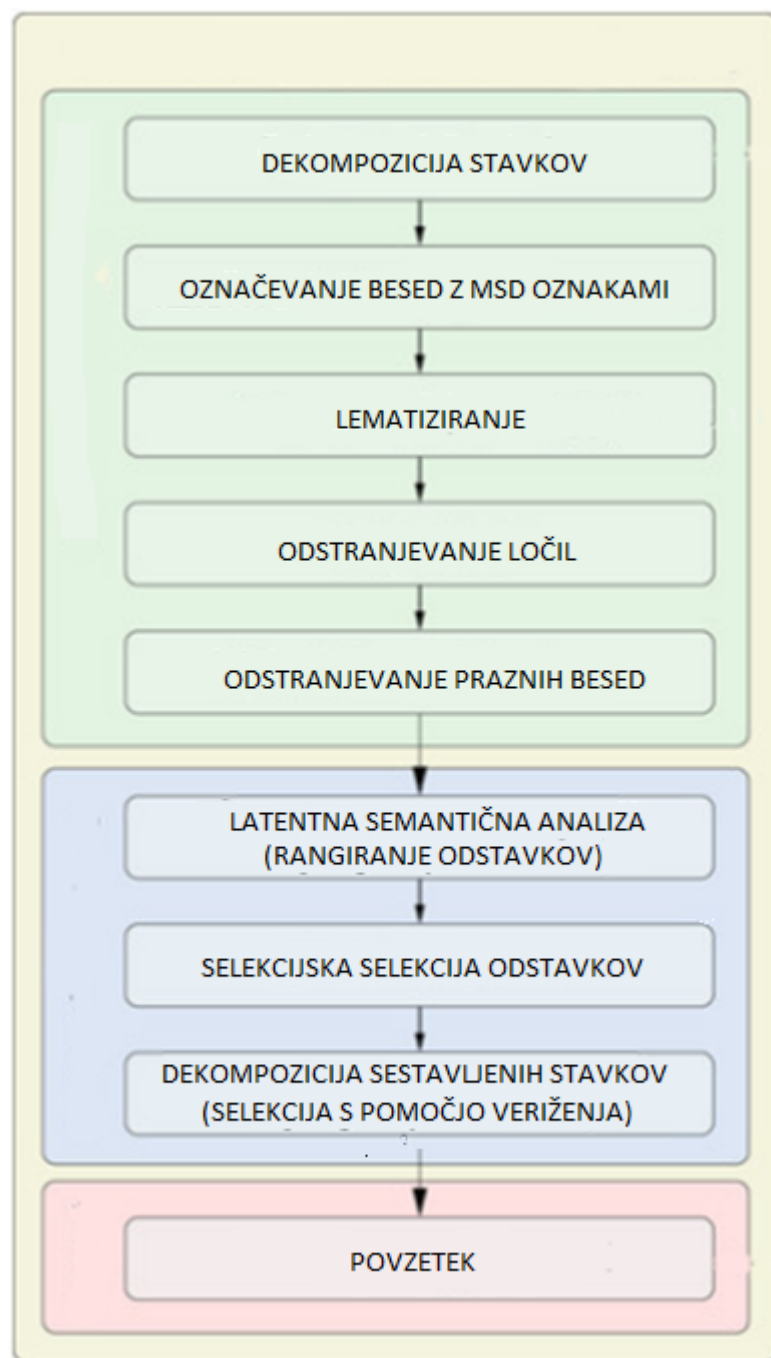 DEKOMPOZICIJA STAVKOV
OZNAČEVANJE BESED Z MSD OZNAKAMI
LEMATIZIRANJE
ODSTRANJEVANJE LOČIL
ODSTRANJEVANJE PRAZNIH BESED
LATENTNA SEMANTIČNA ANALIZA
(RANGIRANJE ODSTAVKOV)
SELEKCIJSKA SELEKCIJA ODSTAVKOV
DEKOMPOZICIJA SESTAVLJENIH STAVKOV
(SELEKCIJA S POMOČJO VERIŽENJA)
POVZETEK